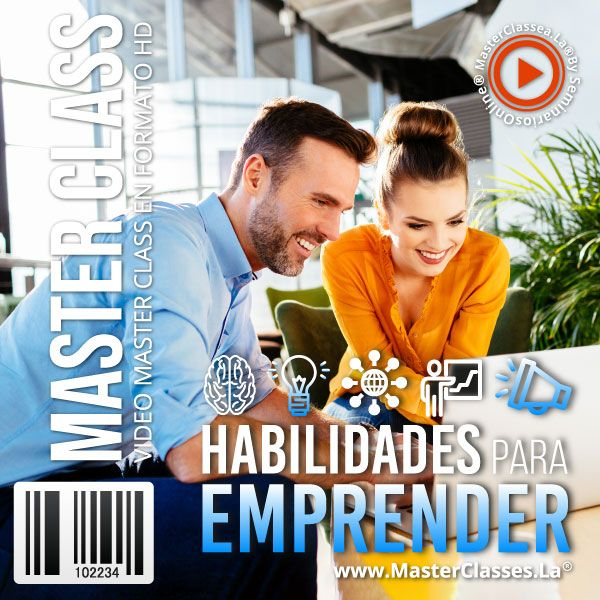 MASTER CLASS
VIDEO MASTER CLASS EN FORMATO HD
MasterClassea La®By SeminariosOnline®
HABILIDADES PARA
EMPRENDER
www.MasterClasses.La®
102234